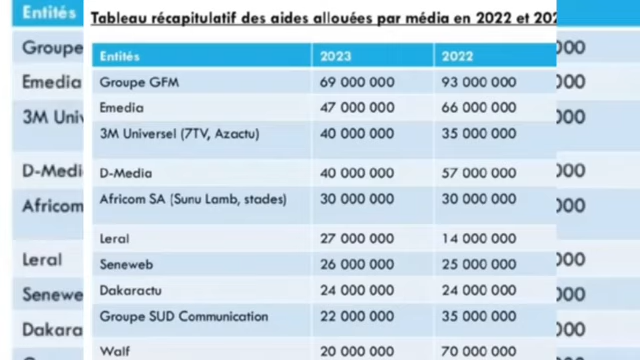 Tableau récapitulatif des aides allouées par média en 2022 et
Entités 2023 2022
Groupe GFM 69 000 000 93 000 000
Emedia 47 000 000 66 000 000
3M Universel (7TV, Azactu) 40 000 000 35 000 000
D-Media 40 000 000 57 000 000
Africom SA (Sunu Lamb, stades) 30 000 000 30 000 000
Leral 27 000 000 14 000 000
Seneweb 26 000 000 25 000 000
Dakaractu 24 000 000 24 000 000
Groupe SUD Communication 22 000 000 35 000 000
Walf 20 000 000 70 000 000